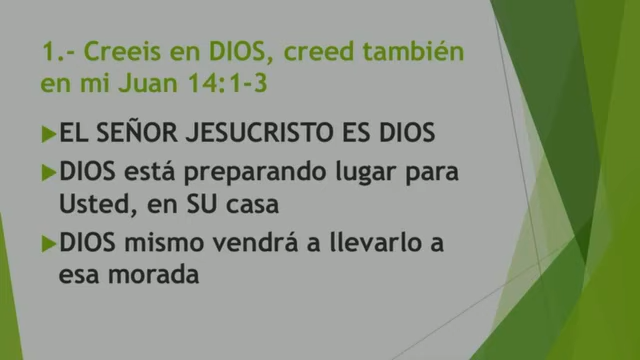 1.- Creeis en DIOS, creed también
en mi Juan 14:1-3
EL SEÑOR JESUCRISTO ES DIOS
DIOS está preparando lugar para
Usted, en SU casa
DIOS mismo vendrá a llevarlo a
esa morada